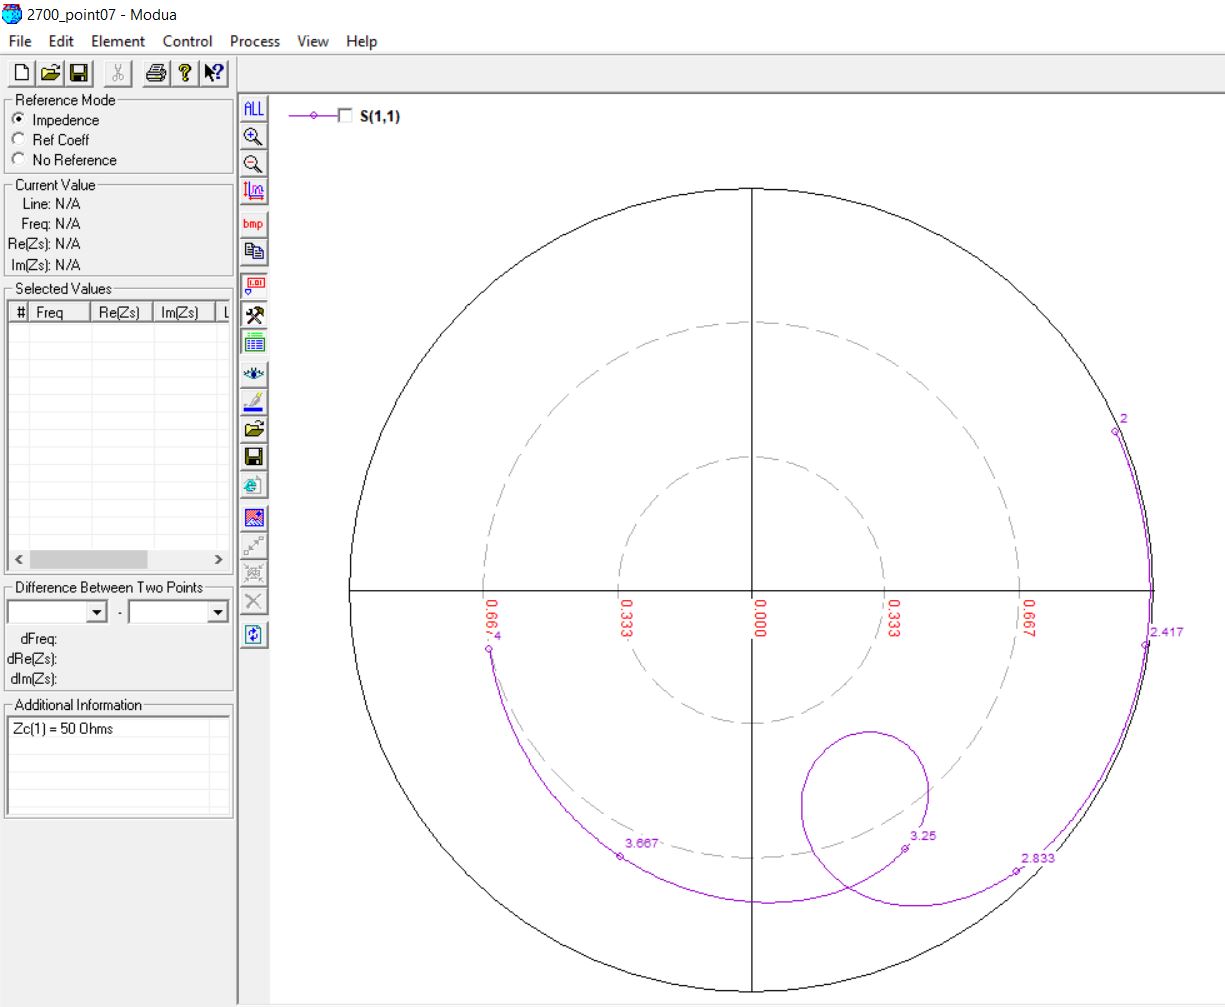 2700_point07 - Modua
File Edit Element Control Process View Help
Reference Mode
Impedence
Ref Coeff
No Reference
Current Value
Line: N/A
Freq: N/A
Re(Zs): N/A
Im(Zs): N/A
Selected Values
# Freq Re(Zs) Im(Zs) L
Difference Between Two Points
-
dFreq:
dRe(Zs):
dIm(Zs):
Additional Information
Zc(1) = 50 Ohms
ALL
bmp
1.01
S(1,1)
2
0.667
0.333
0.000
0.333
0.667
2.417
4
3.667
3.25
2.833